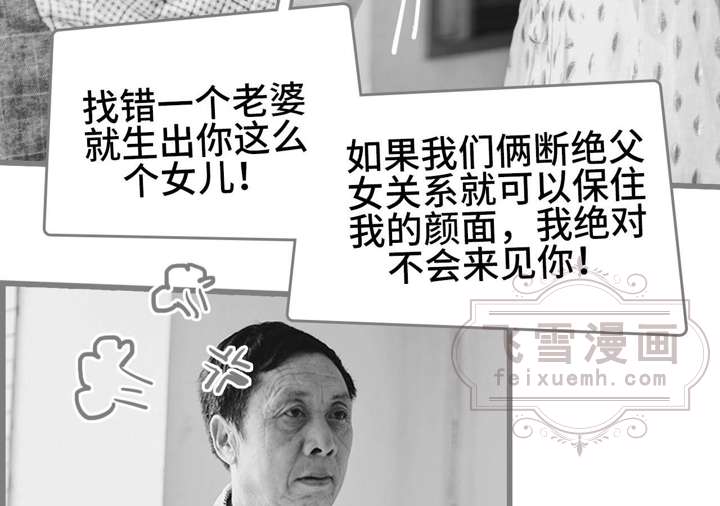 找错一个老婆
就生出你这么
个女儿！
如果我们俩断绝父
女关系就可以保住
我的颜面，我绝对
不会来见你！
飞雪漫画
feixuemh.com